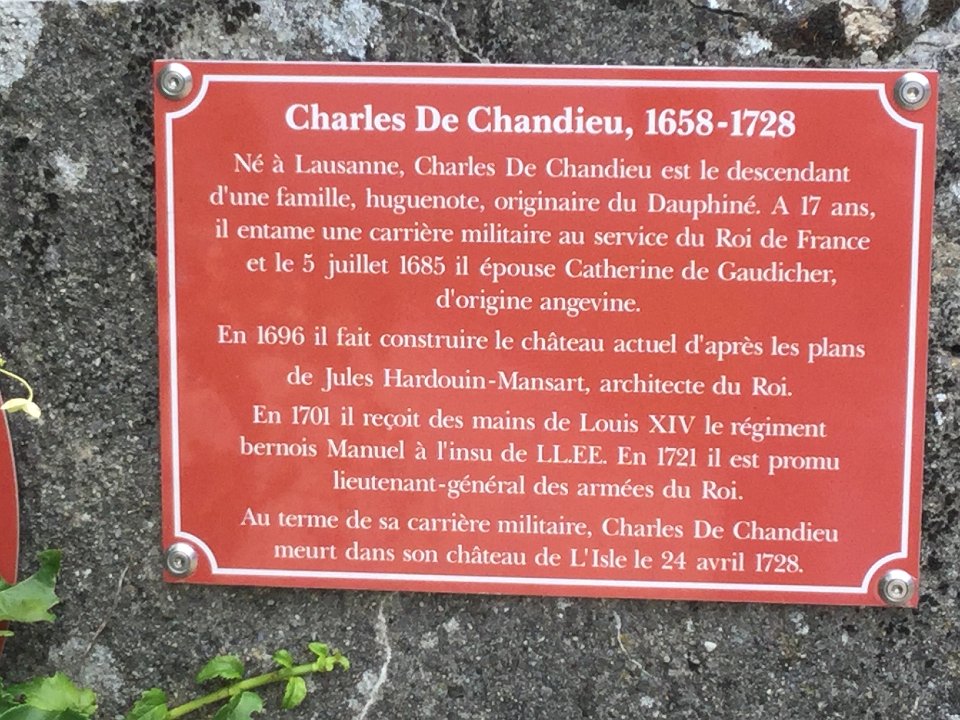 Charles De Chandieu, 1658-1728
Né à Lausanne, Charles De Chandieu est le descendant
d'une famille, huguenote, originaire du Dauphiné. A 17 ans,
il entame une carrière militaire au service du Roi de France
et le 5 juillet 1685 il épouse Catherine de Gaudicher,
d'origine angevine.
En 1696 il fait construire le château actuel d'après les plans
de Jules Hardouin-Mansart, architecte du Roi.
En 1701 il reçoit des mains de Louis XIV le régiment
bernois Manuel à l'insu de LL.EE. En 1721 il est promu
lieutenant-général des armées du Roi.
Au terme de sa carrière militaire, Charles De Chandieu
meurt dans son château de L'Isle le 24 avril 1728.